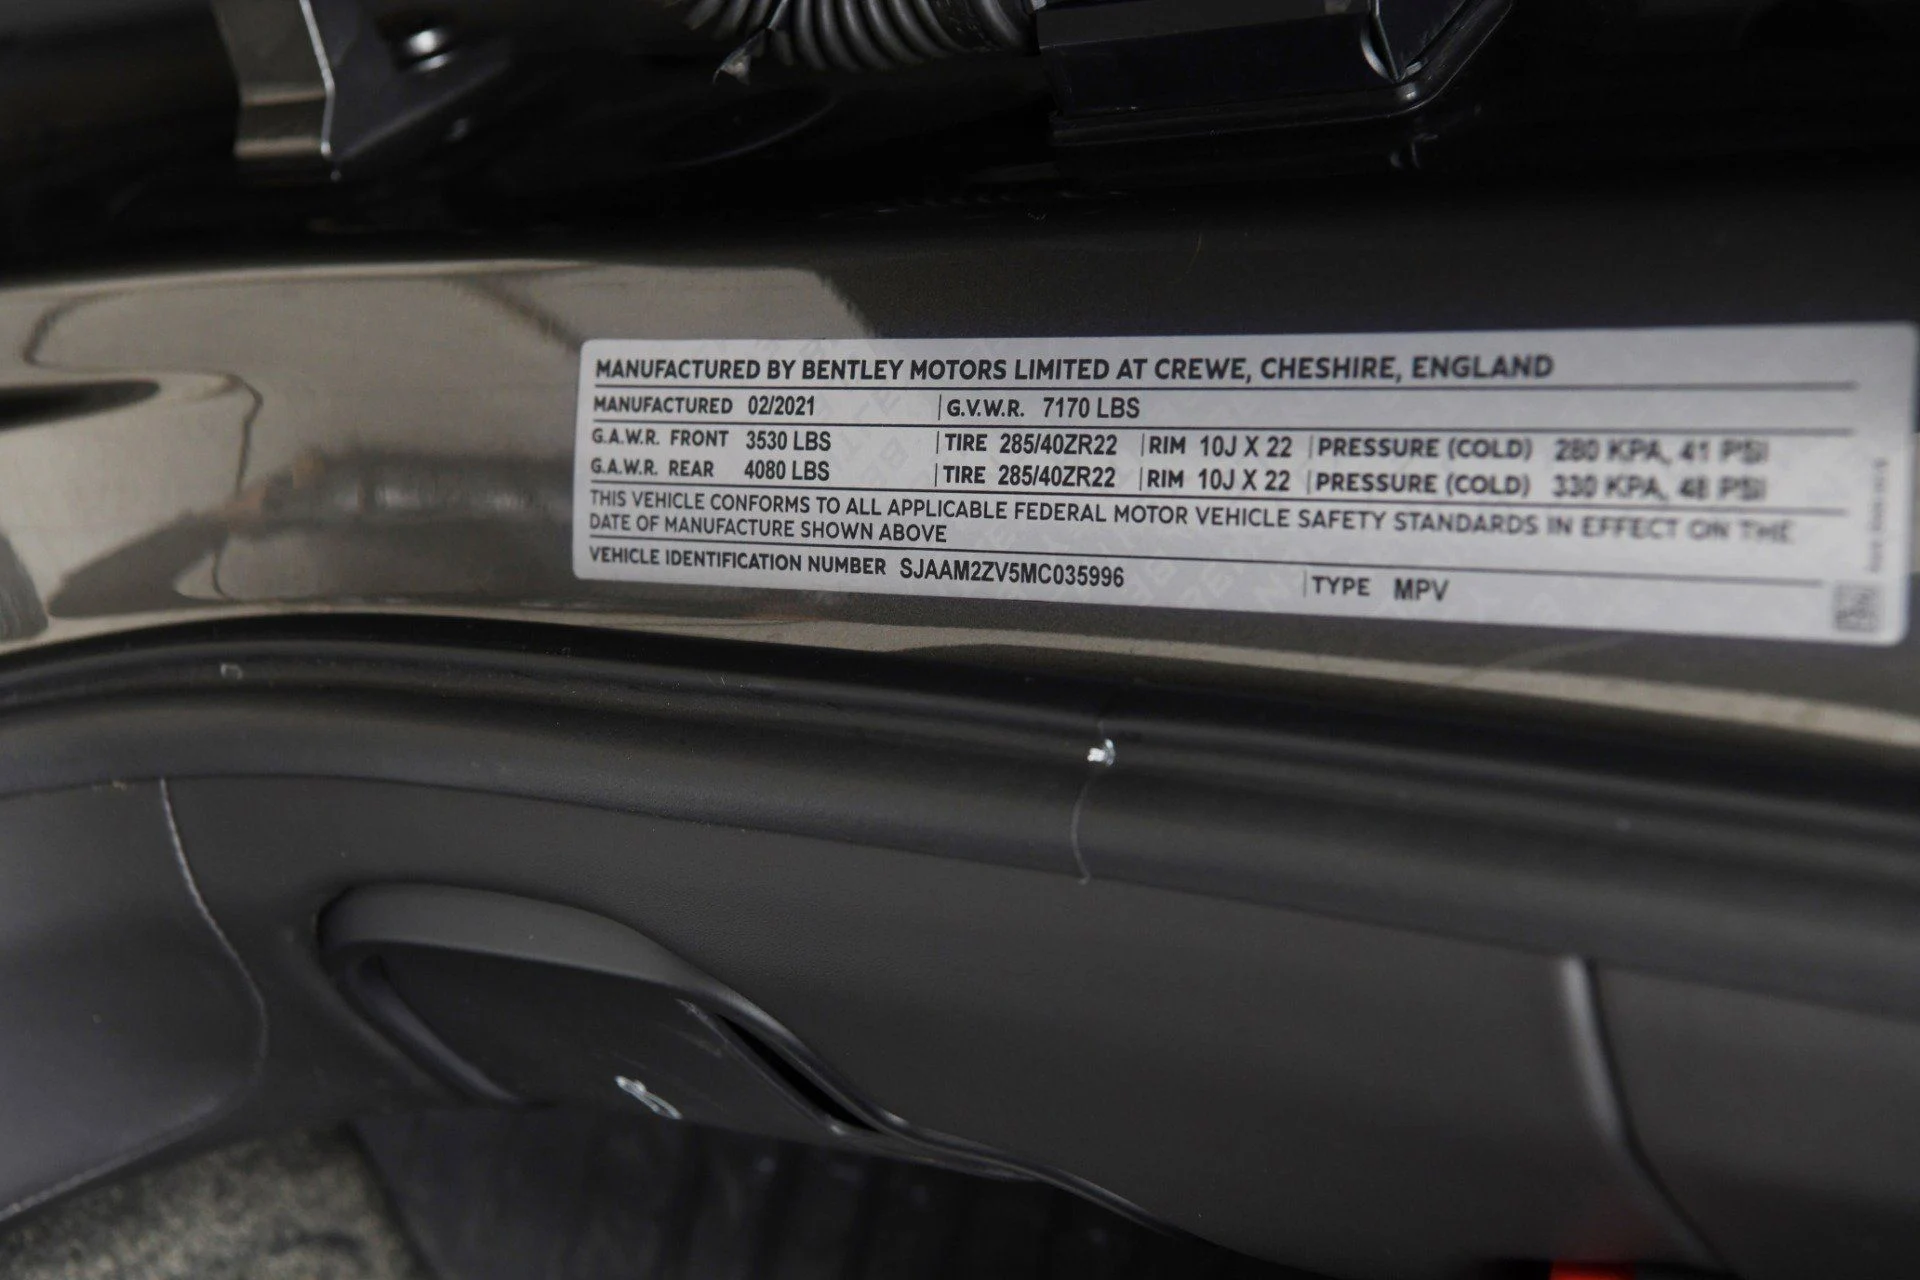 MANUFACTURED BY BENTLEY MOTORS LIMITED AT CREWE, CHESHIRE, ENGLAND
MANUFACTURED 02/2021 G.V.W.R. 7170 LBS
G.A.W.R. FRONT 3530 LBS TIRE 285/40ZR22 RIM 10J X 22 PRESSURE (COLD) 280 KPA, 41 PSI
G.A.W.R. REAR 4080 LBS TIRE 285/40ZR22 RIM 10J X 22 PRESSURE (COLD) 330 KPA, 48 PSI
THIS VEHICLE CONFORMS TO ALL APPLICABLE FEDERAL MOTOR VEHICLE SAFETY STANDARDS IN EFFECT ON THE
DATE OF MANUFACTURE SHOWN ABOVE
VEHICLE IDENTIFICATION NUMBER SJAAM2ZV5MC035996 TYPE MPV